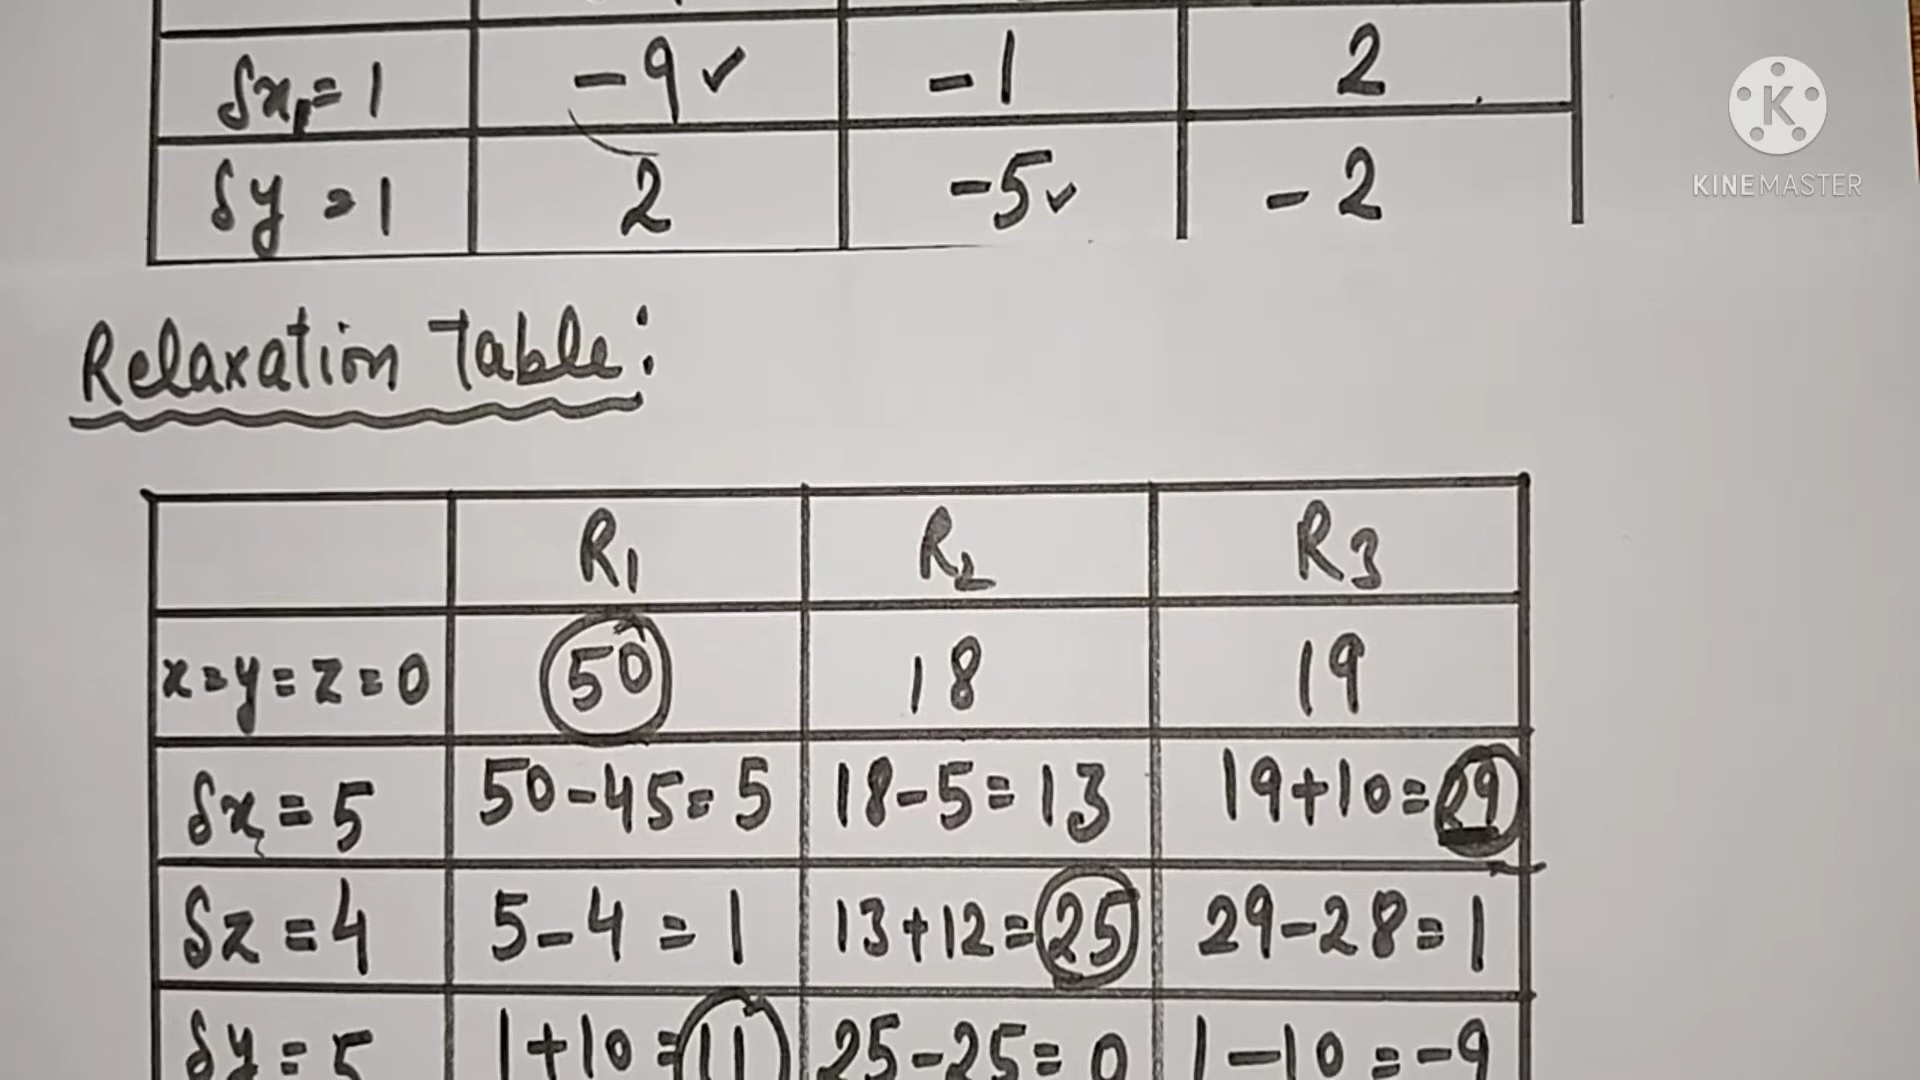 δx₁=1 -9✓ -1 2
δy=1 2 -5✓ -2
KINEMASTER
Relaxation Table:
R1 R2 R3
x=y=z=0 50 18 19
δx=5 50-45=5 18-5=13 19+10=29
δz=4 5-4=1 13+12=25 29-28=1
δy=5 1+10=11 25-25=0 1-10=-9